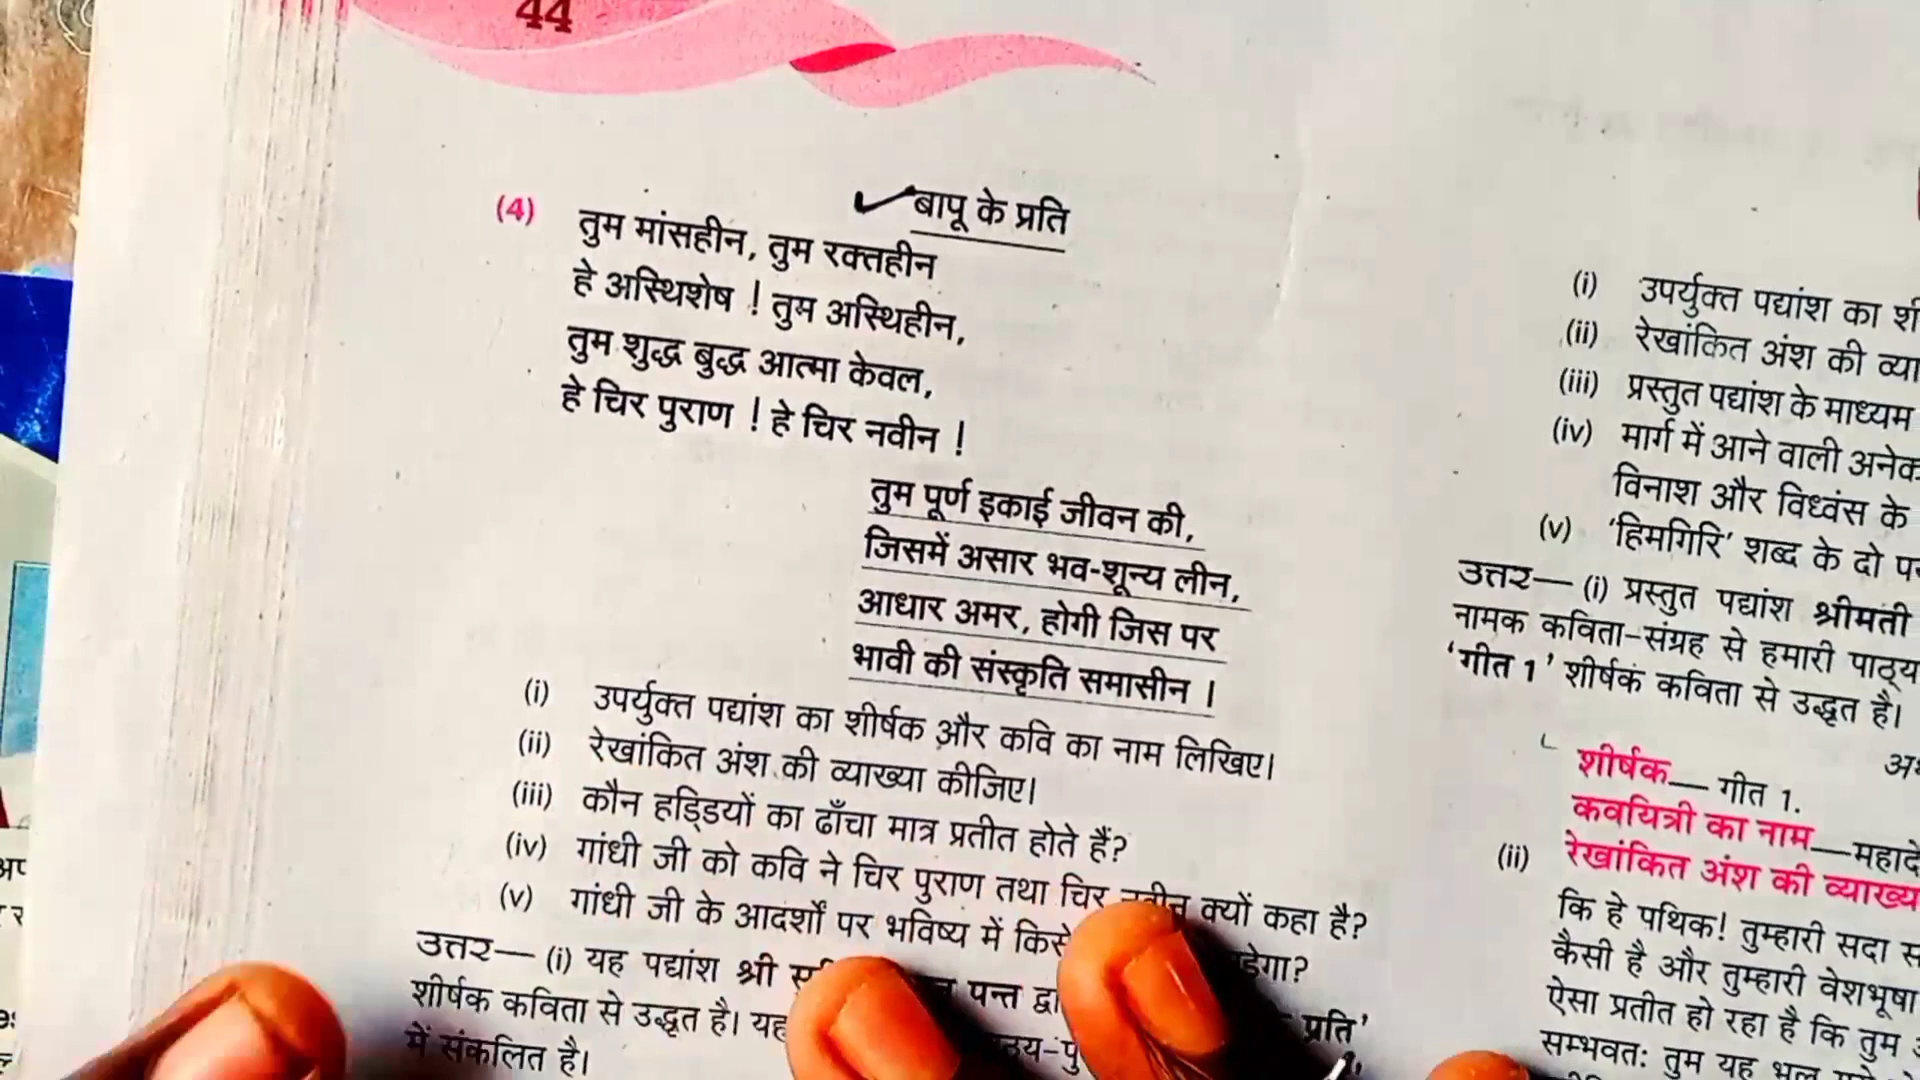 44
बापू के प्रति
(4) तुम मांसहीन, तुम रक्तहीन
हे अस्थिशेष ! तुम अस्थिहीन,
तुम शुद्ध बुद्ध आत्मा केवल,
हे चिर पुराण ! हे चिर नवीन !
तुम पूर्ण इकाई जीवन की,
जिसमें असार भव-शून्य लीन,
आधार अमर, होगी जिस पर
भावी की संस्कृति समासीन ।
(i) उपर्युक्त पद्यांश का शीर्षक और कवि का नाम लिखिए।
(ii) रेखांकित अंश की व्याख्या कीजिए।
(iii) कौन हड्डियों का ढाँचा मात्र प्रतीत होते हैं?
(iv) गांधी जी को कवि ने चिर पुराण तथा चिर नवीन क्यों कहा है?
(v) गांधी जी के आदर्शों पर भविष्य में
उत्तर— (i) यह पद्यांश श्री पन्त प्रति'
शीर्षक कविता से उद्धृत है। यह
में संकलित है।
(i) उपर्युक्त पद्यांश का
(ii) रेखांकित अंश की
(iii) प्रस्तुत पद्यांश के माध्यम
(iv) मार्ग में आने वाली
विनाश और विध्वंस के
(v) 'हिमगिरि' शब्द के दो
उत्तर— (i) प्रस्तुत पद्यांश श्रीमती
नामक कविता-संग्रह से हमारी
'गीत 1' शीर्षक कविता से उद्धृत है।
शीर्षक— गीत 1.
कवयित्री का नाम—
(ii) रेखांकित अंश की
कि हे पथिक! तुम्हारी सदा
कैसी है और तुम्हारी वेशभूषा
ऐसा प्रतीत हो रहा है कि तुम
सम्भवत: तुम यह भूल